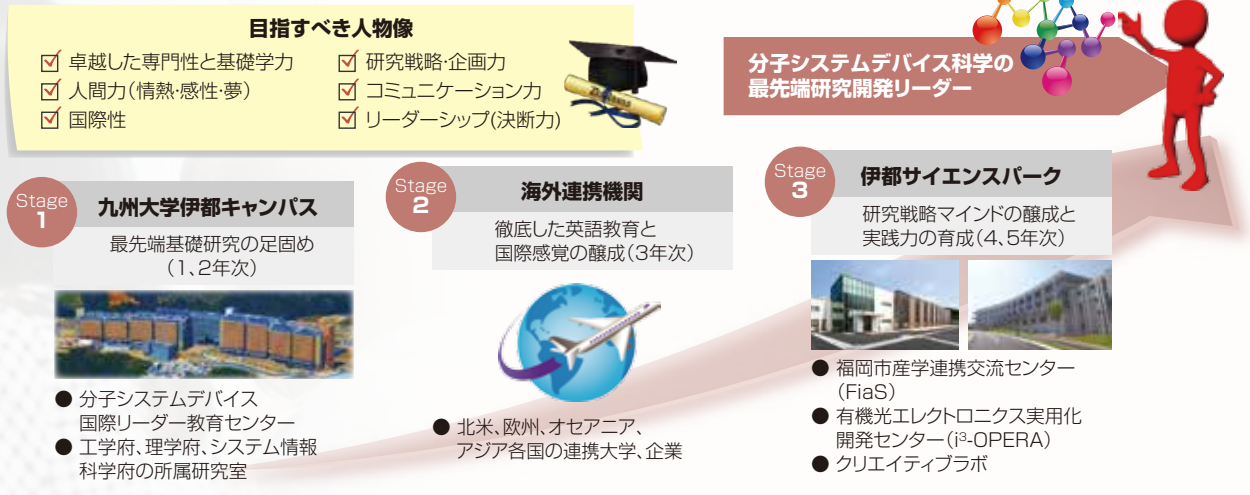 目指すべき人物像
☑ 卓越した専門性と基礎学力
☑ 人間力(情熱・感性・夢)
☑ 国際性
☑ 研究戦略・企画力
☑ コミュニケーション力
☑ リーダーシップ(決断力)
分子システムデバイス科学の
最先端研究開発リーダー
Stage
1
九州大学伊都キャンパス
最先端基礎研究の足固め
(1、2年次)
● 分子システムデバイス
国際リーダー教育センター
● 工学府、理学府、システム情報
科学府の所属研究室
Stage
2
海外連携機関
徹底した英語教育と
国際感覚の醸成(3年次)
● 北米、欧州、オセアニア、
アジア各国の連携大学、企業
Stage
3
伊都サイエンスパーク
研究戦略マインドの醸成と
実践力の育成(4、5年次)
● 福岡市産学連携交流センター
(FiaS)
● 有機光エレクトロニクス実用化
開発センター(i³-OPERA)
● クリエイティブラボ